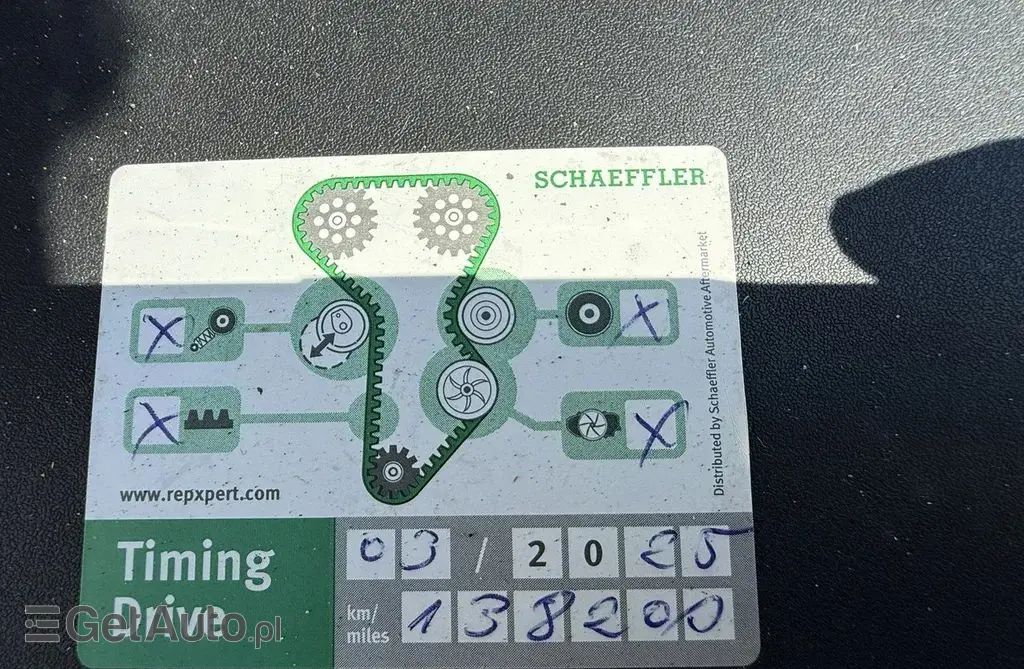 SCHAEFFLER
X
X
X
X
Distributed by Schaeffler Automotive Aftermarket
www.repxpert.com
Timing
Drive
03 / 2025
km/
miles
138200
GetAuto.pl